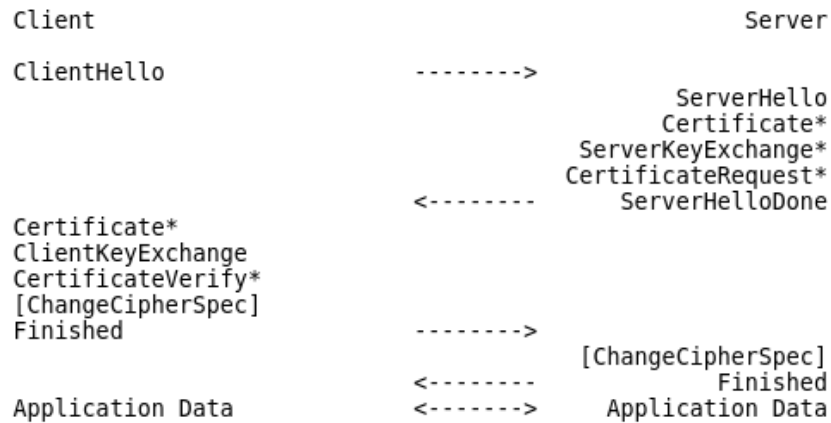 Client Server
ClientHello -------->
ServerHello
Certificate*
ServerKeyExchange*
CertificateRequest*
<-------- ServerHelloDone
Certificate*
ClientKeyExchange
CertificateVerify*
[ChangeCipherSpec]
Finished -------->
[ChangeCipherSpec]
<-------- Finished
Application Data <-------> Application Data